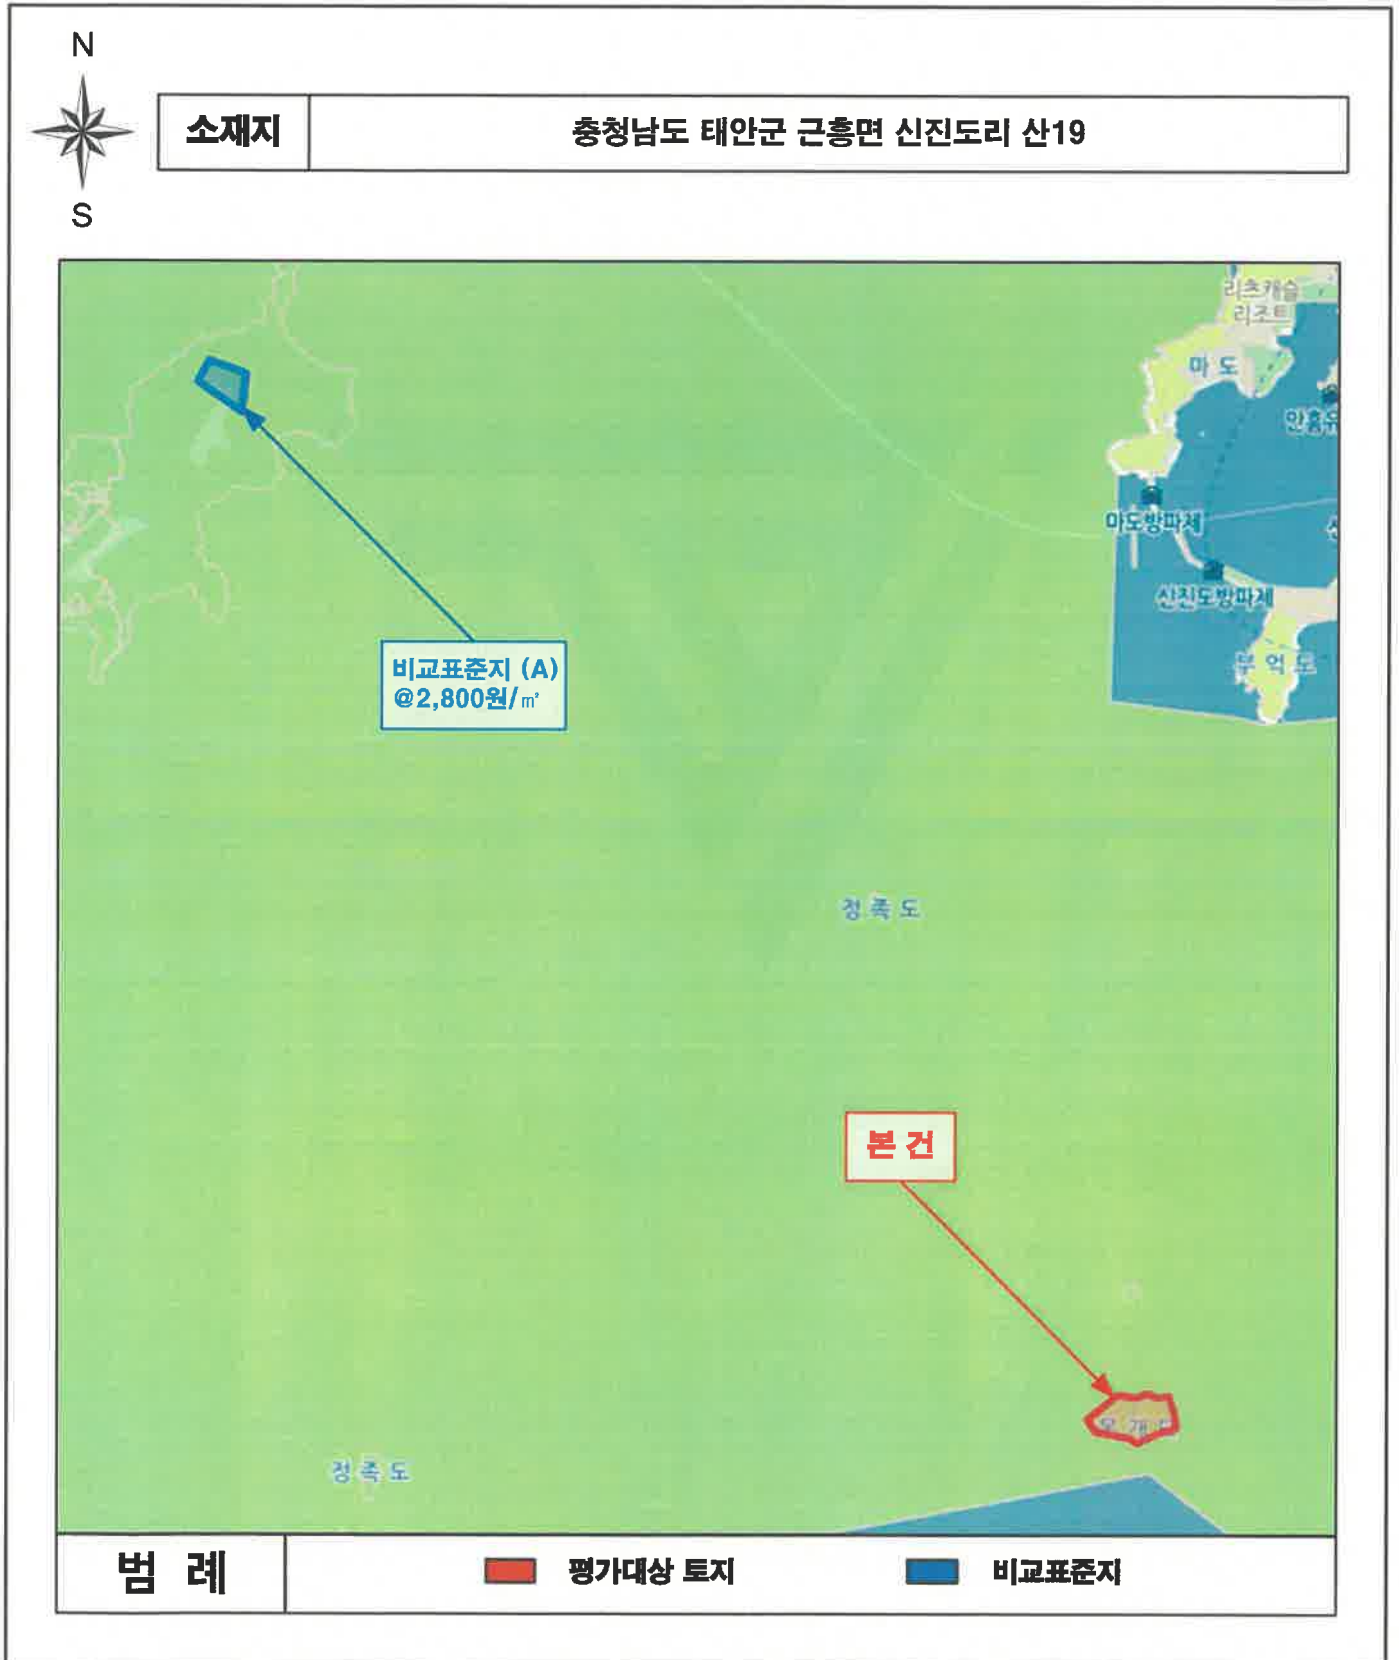 N
소재지
충청남도 태안군 근흥면 신진도리 산19
S
리츠캐슬
리조트
마 도
안흥
마도방파제
신진도방파제
부 억 도
비교표준지 (A)
@2,800원/㎡
정 족 도
본 건
정 족 도
범 례
평가대상 토지
비교표준지